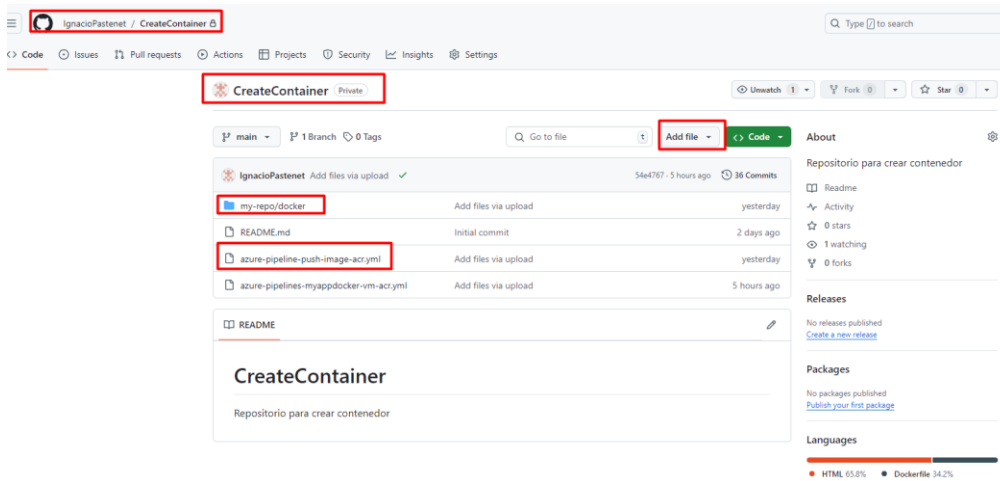 IgnacioPastenet / CreateContainer
Type / to search
Code Issues Pull requests Actions Projects Security Insights Settings
CreateContainer Private
Unwatch 1 Fork 0 Star 0
main 1 Branch 0 Tags Go to file t Add file Code
IgnacioPastenet Add files via upload 54e4767 · 5 hours ago 36 Commits
my-repo/docker Add files via upload yesterday
README.md Initial commit 2 days ago
azure-pipeline-push-image-acr.yml Add files via upload yesterday
azure-pipelines-myappdocker-vm-acr.yml Add files via upload 5 hours ago
README
CreateContainer
Repositorio para crear contenedor
About
Repositorio para crear contenedor
Readme
Activity
0 stars
1 watching
0 forks
Releases
No releases published
Create a new release
Packages
No packages published
Publish your first package
Languages
HTML 65.8% Dockerfile 34.2%